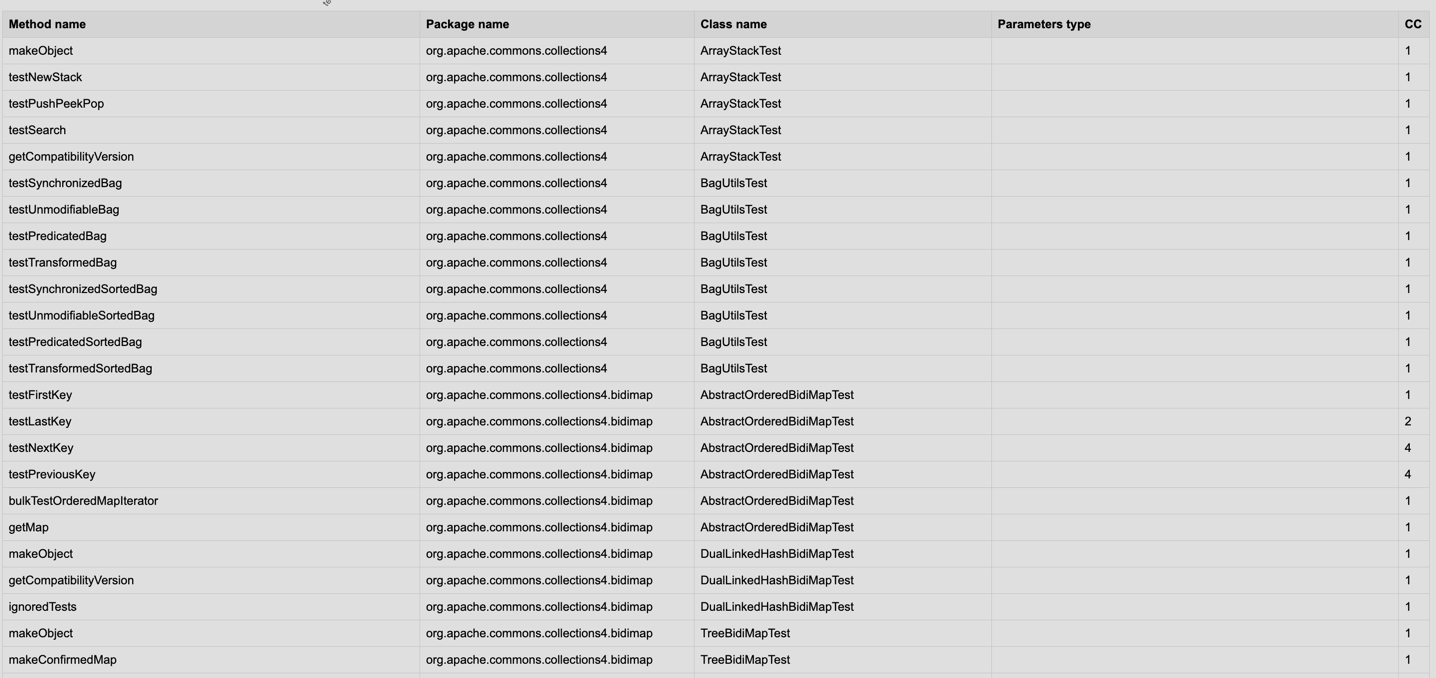 Method name Package name Class name Parameters type CC
makeObject org.apache.commons.collections4 ArrayStackTest 1
testNewStack org.apache.commons.collections4 ArrayStackTest 1
testPushPeekPop org.apache.commons.collections4 ArrayStackTest 1
testSearch org.apache.commons.collections4 ArrayStackTest 1
getCompatibilityVersion org.apache.commons.collections4 ArrayStackTest 1
testSynchronizedBag org.apache.commons.collections4 BagUtilsTest 1
testUnmodifiableBag org.apache.commons.collections4 BagUtilsTest 1
testPredicatedBag org.apache.commons.collections4 BagUtilsTest 1
testTransformedBag org.apache.commons.collections4 BagUtilsTest 1
testSynchronizedSortedBag org.apache.commons.collections4 BagUtilsTest 1
testUnmodifiableSortedBag org.apache.commons.collections4 BagUtilsTest 1
testPredicatedSortedBag org.apache.commons.collections4 BagUtilsTest 1
testTransformedSortedBag org.apache.commons.collections4 BagUtilsTest 1
testFirstKey org.apache.commons.collections4.bidimap AbstractOrderedBidiMapTest 1
testLastKey org.apache.commons.collections4.bidimap AbstractOrderedBidiMapTest 2
testNextKey org.apache.commons.collections4.bidimap AbstractOrderedBidiMapTest 4
testPreviousKey org.apache.commons.collections4.bidimap AbstractOrderedBidiMapTest 4
bulkTestOrderedMapIterator org.apache.commons.collections4.bidimap AbstractOrderedBidiMapTest 1
getMap org.apache.commons.collections4.bidimap AbstractOrderedBidiMapTest 1
makeObject org.apache.commons.collections4.bidimap DualLinkedHashBidiMapTest 1
getCompatibilityVersion org.apache.commons.collections4.bidimap DualLinkedHashBidiMapTest 1
ignoredTests org.apache.commons.collections4.bidimap DualLinkedHashBidiMapTest 1
makeObject org.apache.commons.collections4.bidimap TreeBidiMapTest 1
makeConfirmedMap org.apache.commons.collections4.bidimap TreeBidiMapTest 1